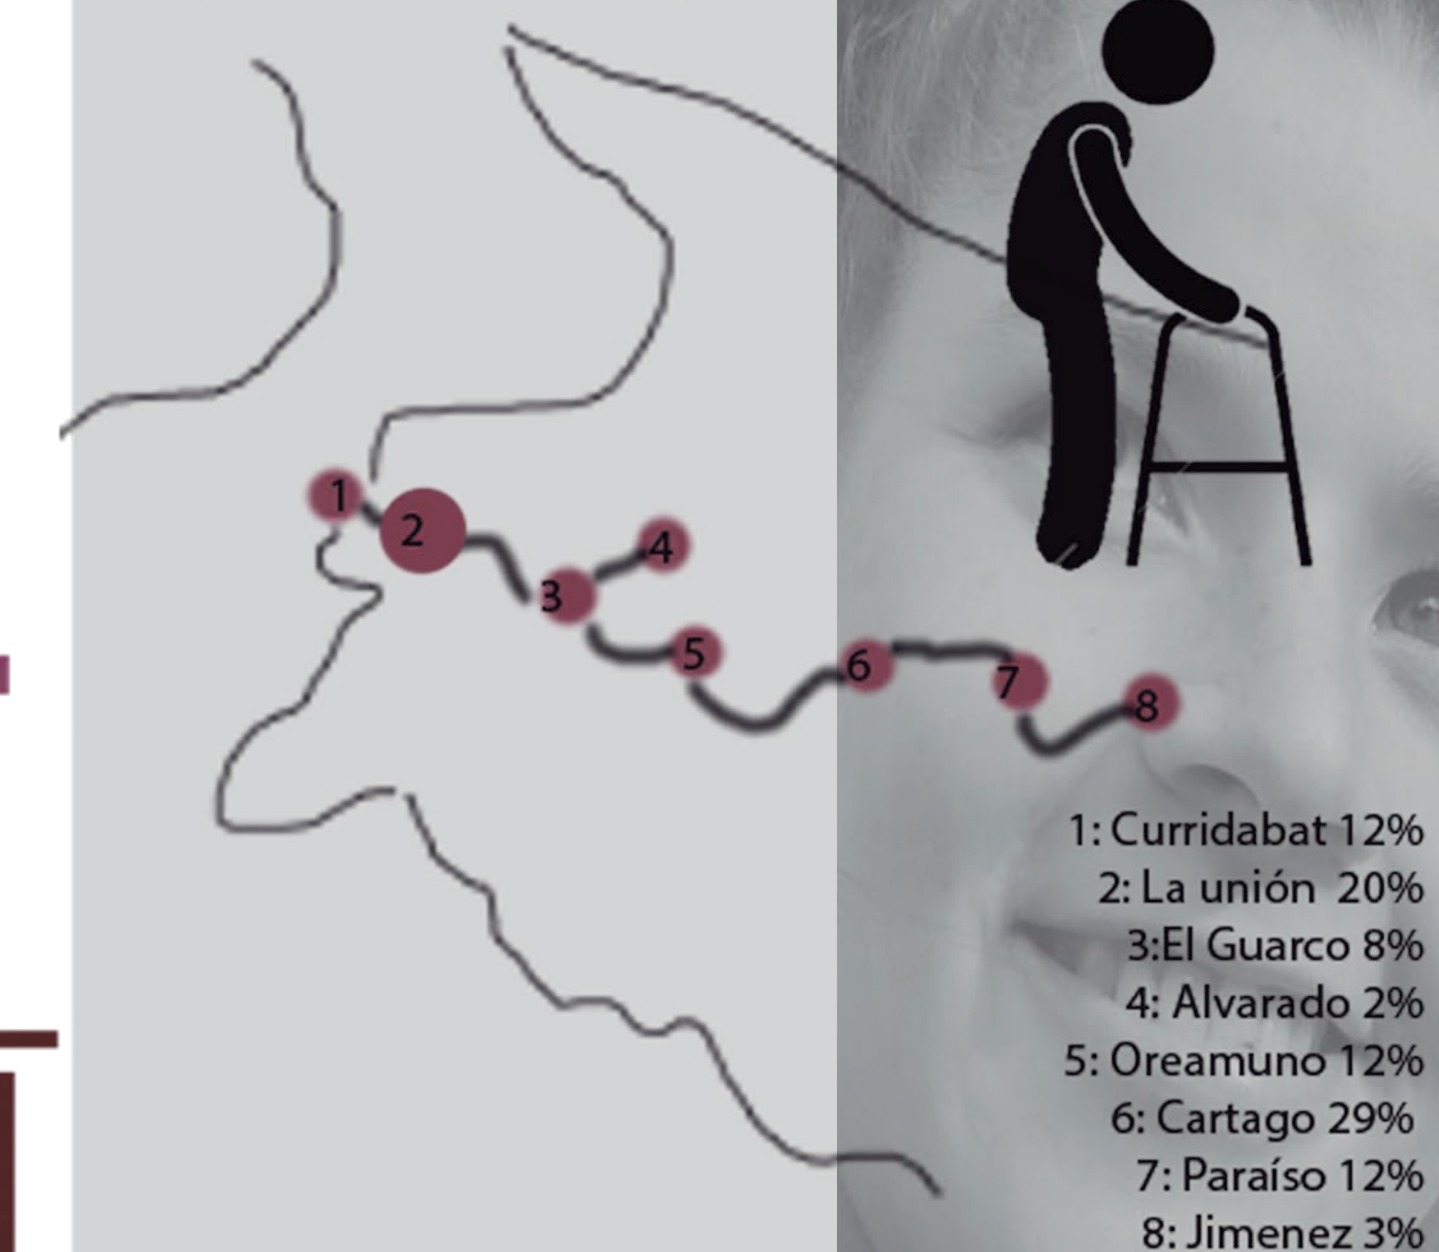 1
2
3
4
5
6
7
8
1: Curridabat 12%
2: La unión  20%
3:El Guarco 8%
4: Alvarado 2%
5: Oreamuno 12%
6: Cartago 29%
7: Paraíso 12%
8: Jimenez 3%